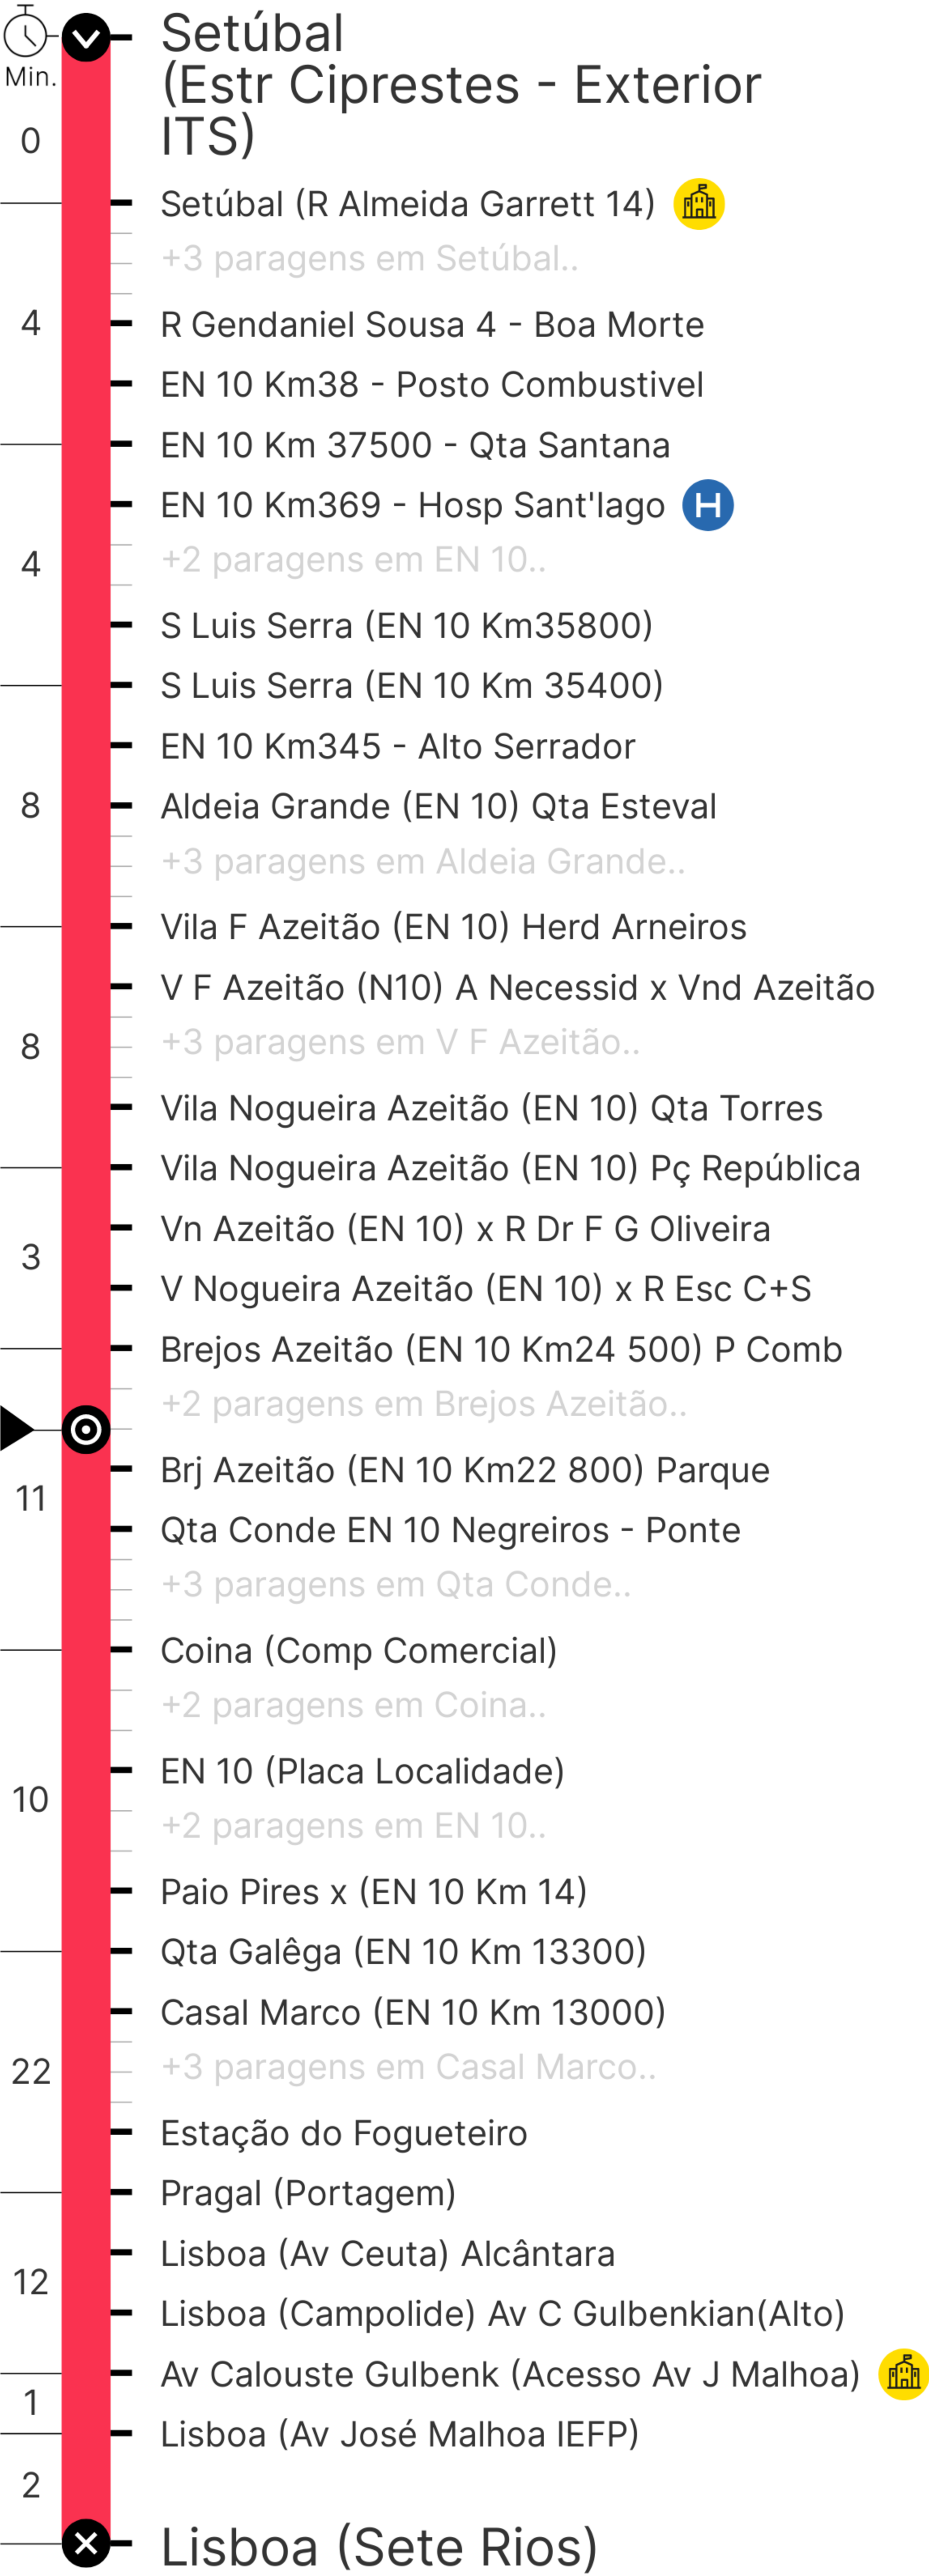 Min.
Setúbal
(Estr Ciprestes - Exterior
ITS)
0
Setúbal (R Almeida Garrett 14)
+3 paragens em Setúbal..
4
R Gendaniel Sousa 4 - Boa Morte
EN 10 Km38 - Posto Combustivel
EN 10 Km 37500 - Qta Santana
EN 10 Km369 - Hosp Sant'Iago H
4
+2 paragens em EN 10..
S Luis Serra (EN 10 Km35800)
S Luis Serra (EN 10 Km 35400)
EN 10 Km345 - Alto Serrador
8
Aldeia Grande (EN 10) Qta Esteval
+3 paragens em Aldeia Grande..
Vila F Azeitão (EN 10) Herd Arneiros
V F Azeitão (N10) A Necessid x Vnd Azeitão
8
+3 paragens em V F Azeitão..
Vila Nogueira Azeitão (EN 10) Qta Torres
Vila Nogueira Azeitão (EN 10) Pç República
Vn Azeitão (EN 10) x R Dr F G Oliveira
3
V Nogueira Azeitão (EN 10) x R Esc C+S
Brejos Azeitão (EN 10 Km24 500) P Comb
+2 paragens em Brejos Azeitão..
Brj Azeitão (EN 10 Km22 800) Parque
11
Qta Conde EN 10 Negreiros - Ponte
+3 paragens em Qta Conde..
Coina (Comp Comercial)
+2 paragens em Coina..
EN 10 (Placa Localidade)
10
+2 paragens em EN 10..
Paio Pires x (EN 10 Km 14)
Qta Galêga (EN 10 Km 13300)
Casal Marco (EN 10 Km 13000)
22
+3 paragens em Casal Marco..
Estação do Fogueteiro
Pragal (Portagem)
Lisboa (Av Ceuta) Alcântara
12
Lisboa (Campolide) Av C Gulbenkian(Alto)
Av Calouste Gulbenk (Acesso Av J Malhoa)
1
Lisboa (Av José Malhoa IEFP)
2
Lisboa (Sete Rios)